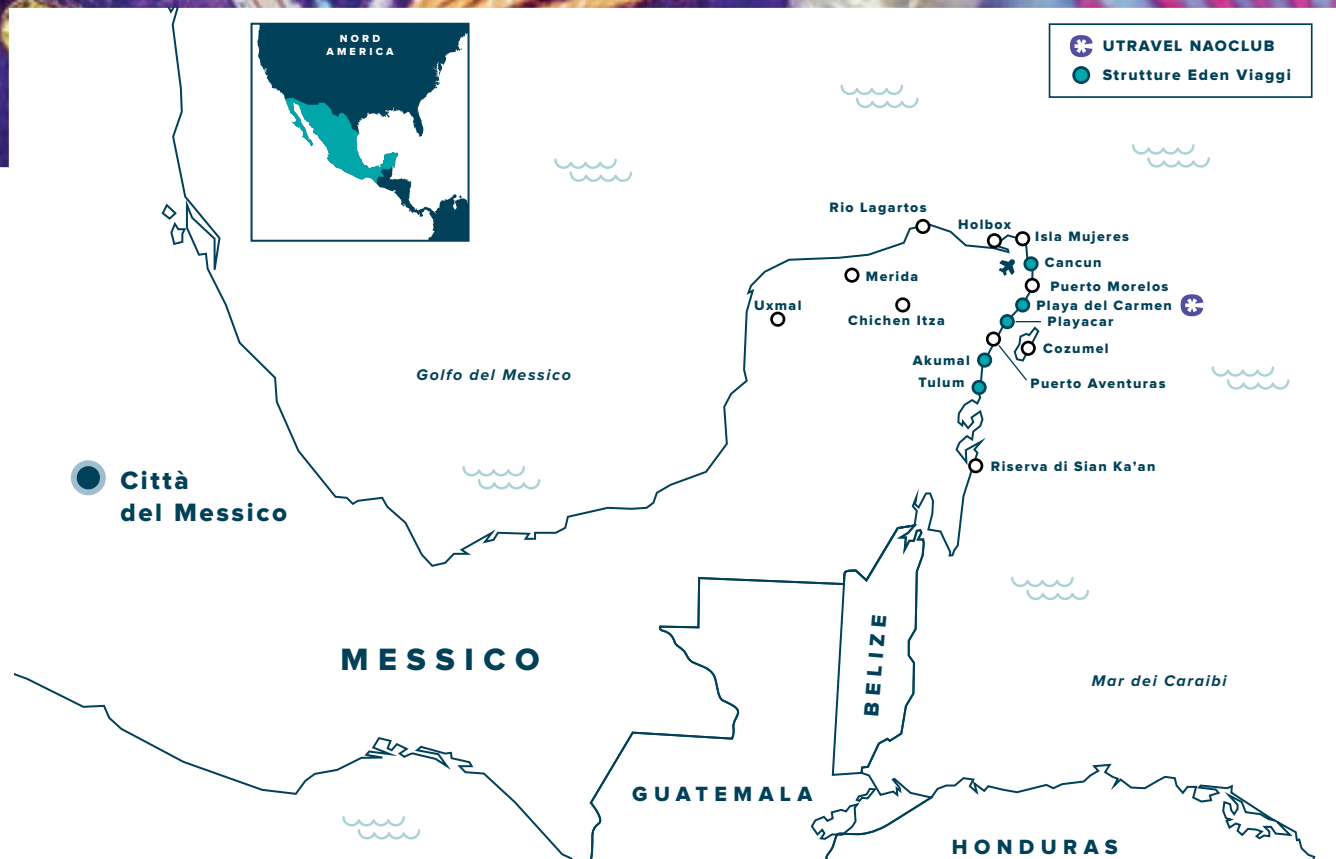 NORD
AMERICA
UTRAVEL NAOCLUB
Strutture Eden Viaggi
Rio Lagartos
Holbox
Isla Mujeres
Cancun
Merida
Puerto Morelos
Uxmal
Playa del Carmen
Chichen Itza
Playacar
Cozumel
Akumal
Tulum
Puerto Aventuras
Golfo del Messico
Riserva di Sian Ka’an
Città
del Messico
MESSICO
BELIZE
Mar dei Caraibi
GUATEMALA
HONDURAS